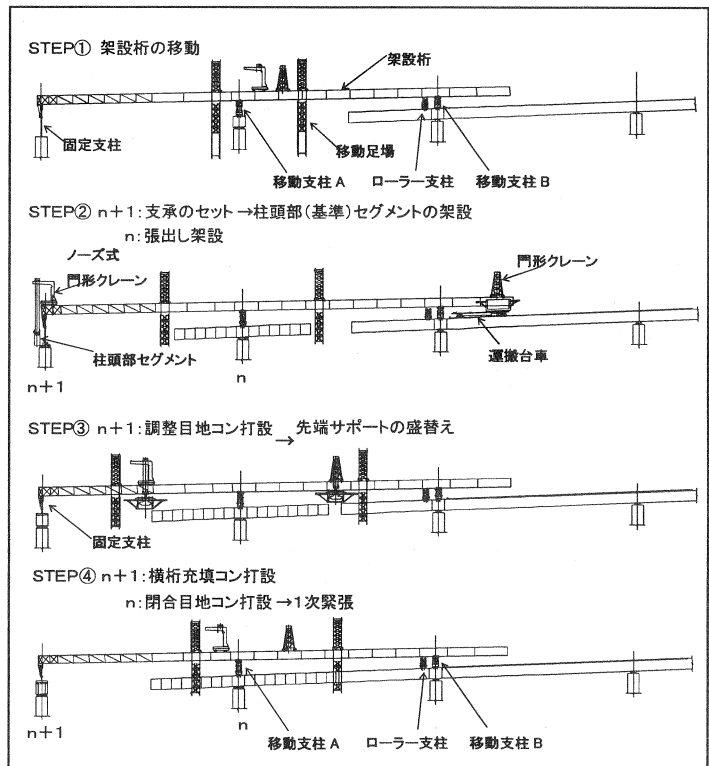 STEP① 架設桁の移動
架設桁
固定支柱
移動足場
移動支柱A
ローラー支柱
移動支柱B
STEP② n+1:支承のセット→柱頭部(基準)セグメントの架設
n:張出し架設
ノーズ式
門形クレーン
門形クレーン
柱頭部セグメント
運搬台車
n+1
n
STEP③ n+1:調整目地コン打設→先端サポートの盛替え
固定支柱
STEP④ n+1:横桁充填コン打設
n:閉合目地コン打設→1次緊張
n+1
n
移動支柱A
ローラー支柱
移動支柱B